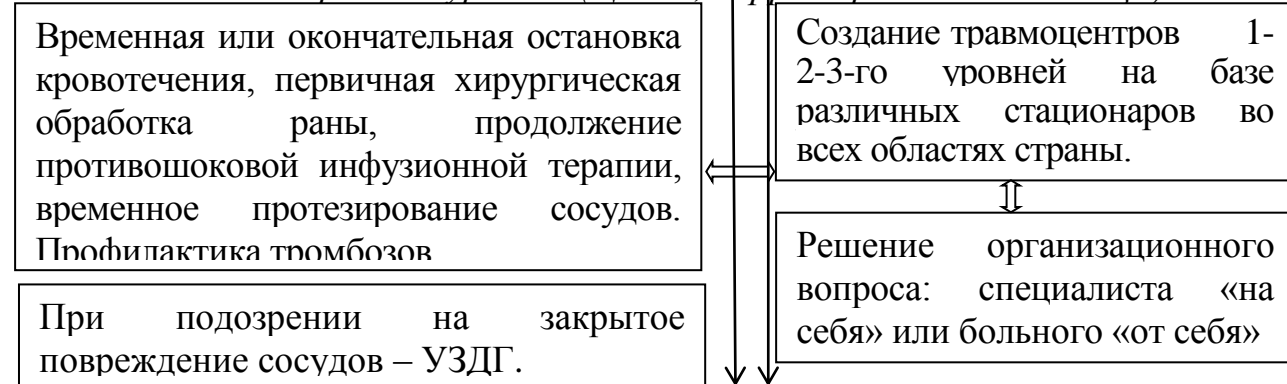 Временная или окончательная остановка
кровотечения, первичная хирургическая
обработка раны, продолжение
противошоковой инфузионной терапии,
временное протезирование сосудов.
Профилактика тромбозов
При подозрении на закрытое
повреждение сосудов – УЗДГ.
Создание травмоцентров 1-
2-3-го уровней на базе
различных стационаров во
всех областях страны.
Решение организационного
вопроса: специалиста «на
себя» или больного «от себя»